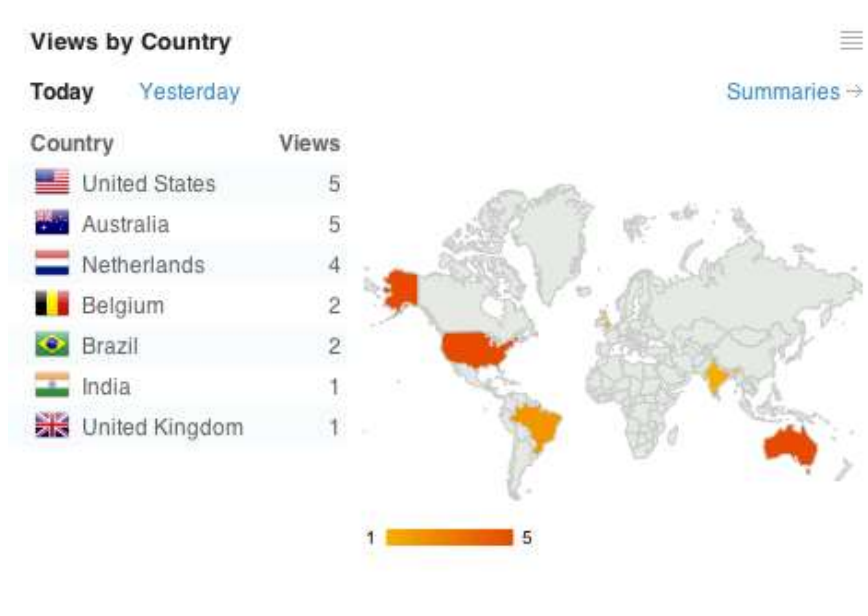 Views by Country
Today Yesterday Summaries →
Country Views
United States 5
Australia 5
Netherlands 4
Belgium 2
Brazil 2
India 1
United Kingdom 1
1 5